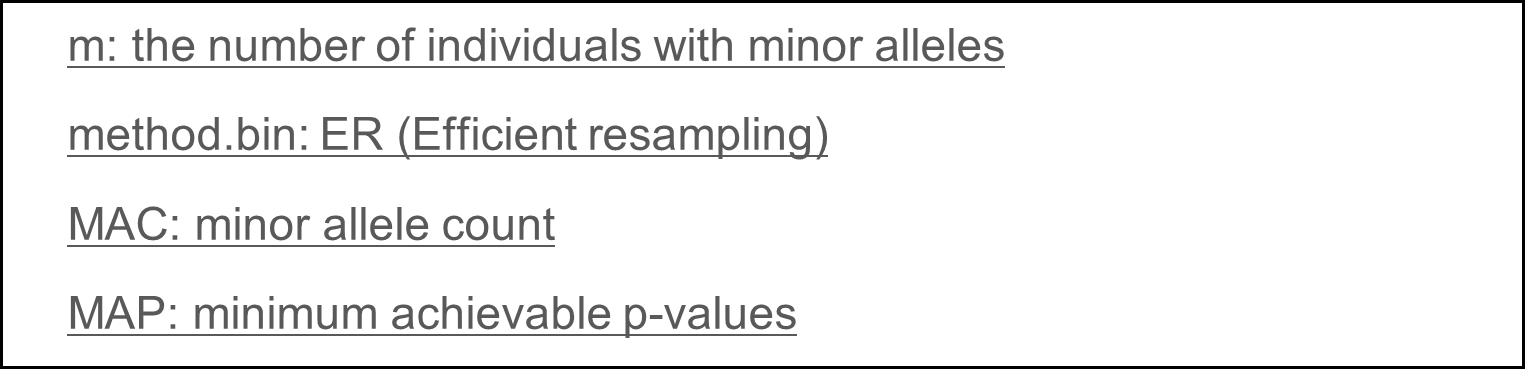 m: the number of individuals with minor alleles
method.bin: ER (Efficient resampling)
MAC: minor allele count
MAP: minimum achievable p-values